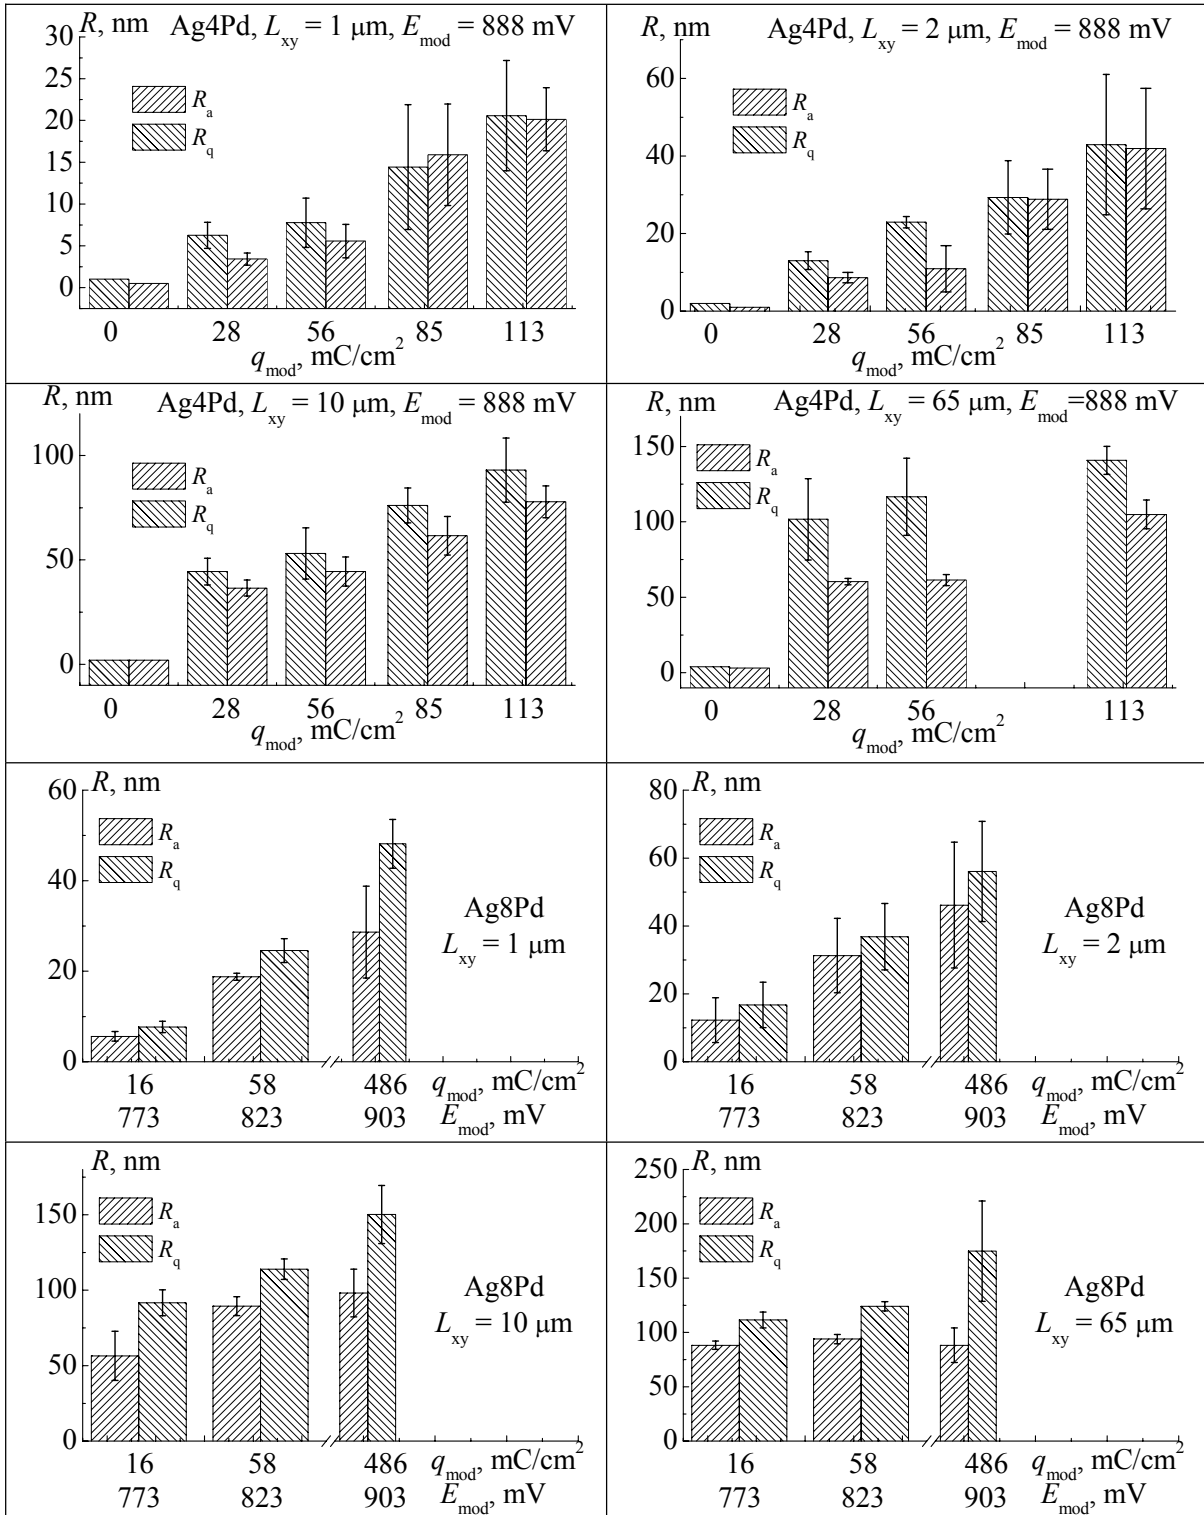 R, nm
Ag4Pd, Lxy = 1 μm, Emod = 888 mV
30
25
20
15
10
5
0
Ra
Rq
0 28 56 85 113
qmod, mC/cm²
R, nm
Ag4Pd, Lxy = 2 μm, Emod = 888 mV
60
40
20
0
Ra
Rq
0 28 56 85 113
qmod, mC/cm²
R, nm
Ag4Pd, Lxy = 10 μm, Emod = 888 mV
100
50
0
Ra
Rq
0 28 56 85 113
qmod, mC/cm²
R, nm
Ag4Pd, Lxy = 65 μm, Emod=888 mV
150
100
50
0
Ra
Rq
0 28 56 113
qmod, mC/cm²
R, nm
60
40
20
0
Ra
Rq
Ag8Pd
Lxy = 1 μm
16 58 486 qmod, mC/cm²
773 823 903 Emod, mV
R, nm
80
60
40
20
0
Ra
Rq
Ag8Pd
Lxy = 2 μm
16 58 486 qmod, mC/cm²
773 823 903 Emod, mV
R, nm
150
100
50
0
Ra
Rq
Ag8Pd
Lxy = 10 μm
16 58 486 qmod, mC/cm²
773 823 903 Emod, mV
R, nm
250
200
150
100
50
0
Ra
Rq
Ag8Pd
Lxy = 65 μm
16 58 486 qmod, mC/cm²
773 823 903 Emod, mV